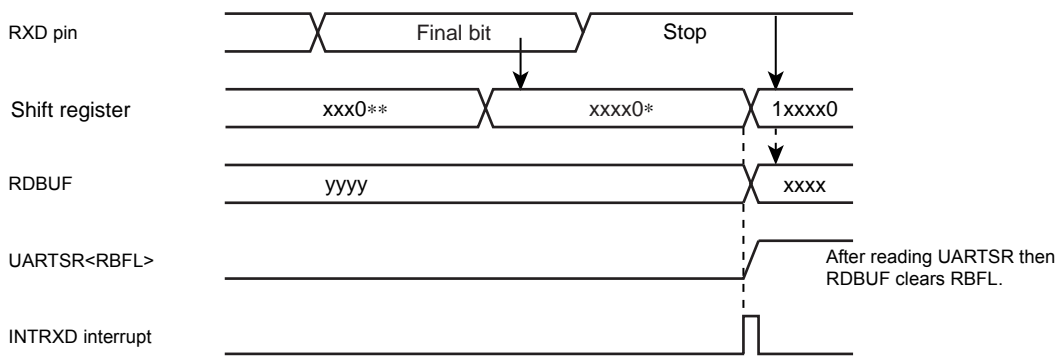 RXD pin
Final bit
Stop
Shift register
xxx0**
xxxx0*
1xxxx0
RDBUF
yyyy
xxxx
UARTSR<RBFL>
After reading UARTSR then
RDBUF clears RBFL.
INTRXD interrupt